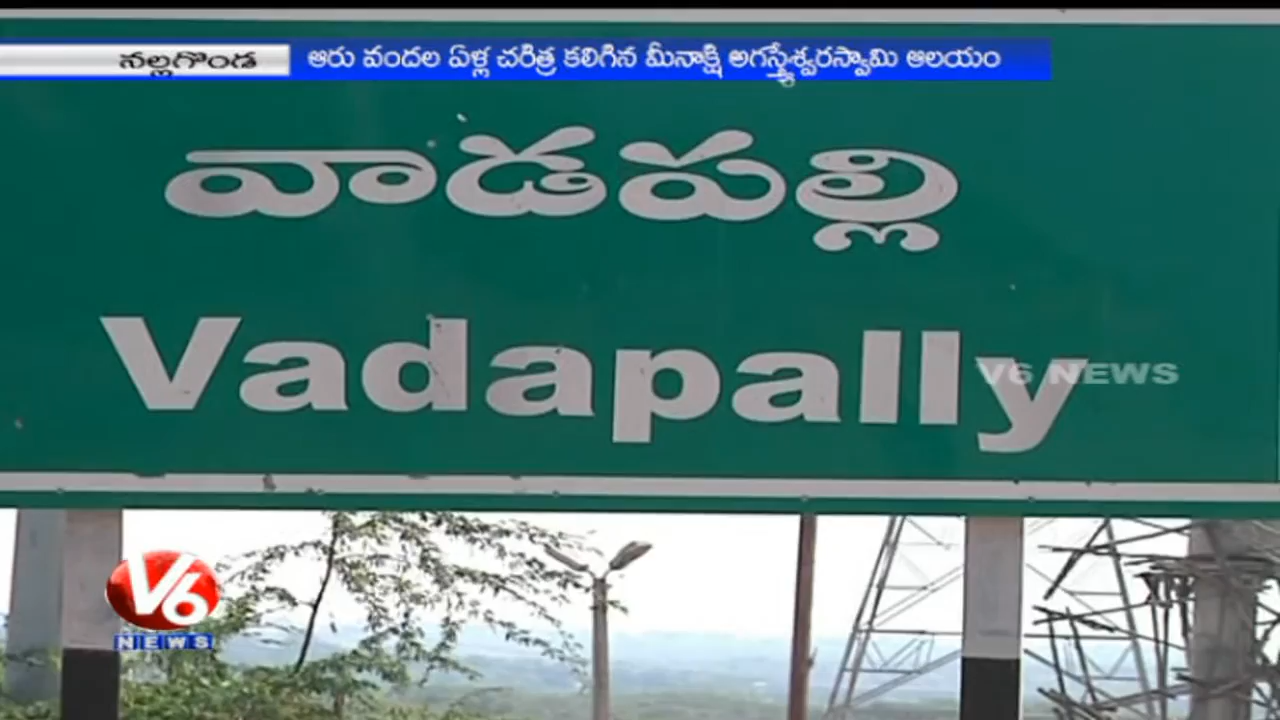 నల్లగొండ
ఆరు వందల ఏళ్ల చరిత్ర కలిగిన మీనాక్షి అగస్త్యేశ్వరస్వామి ఆలయం
వాడపల్లి
Vadapally
V6 NEWS
V6
NEWS